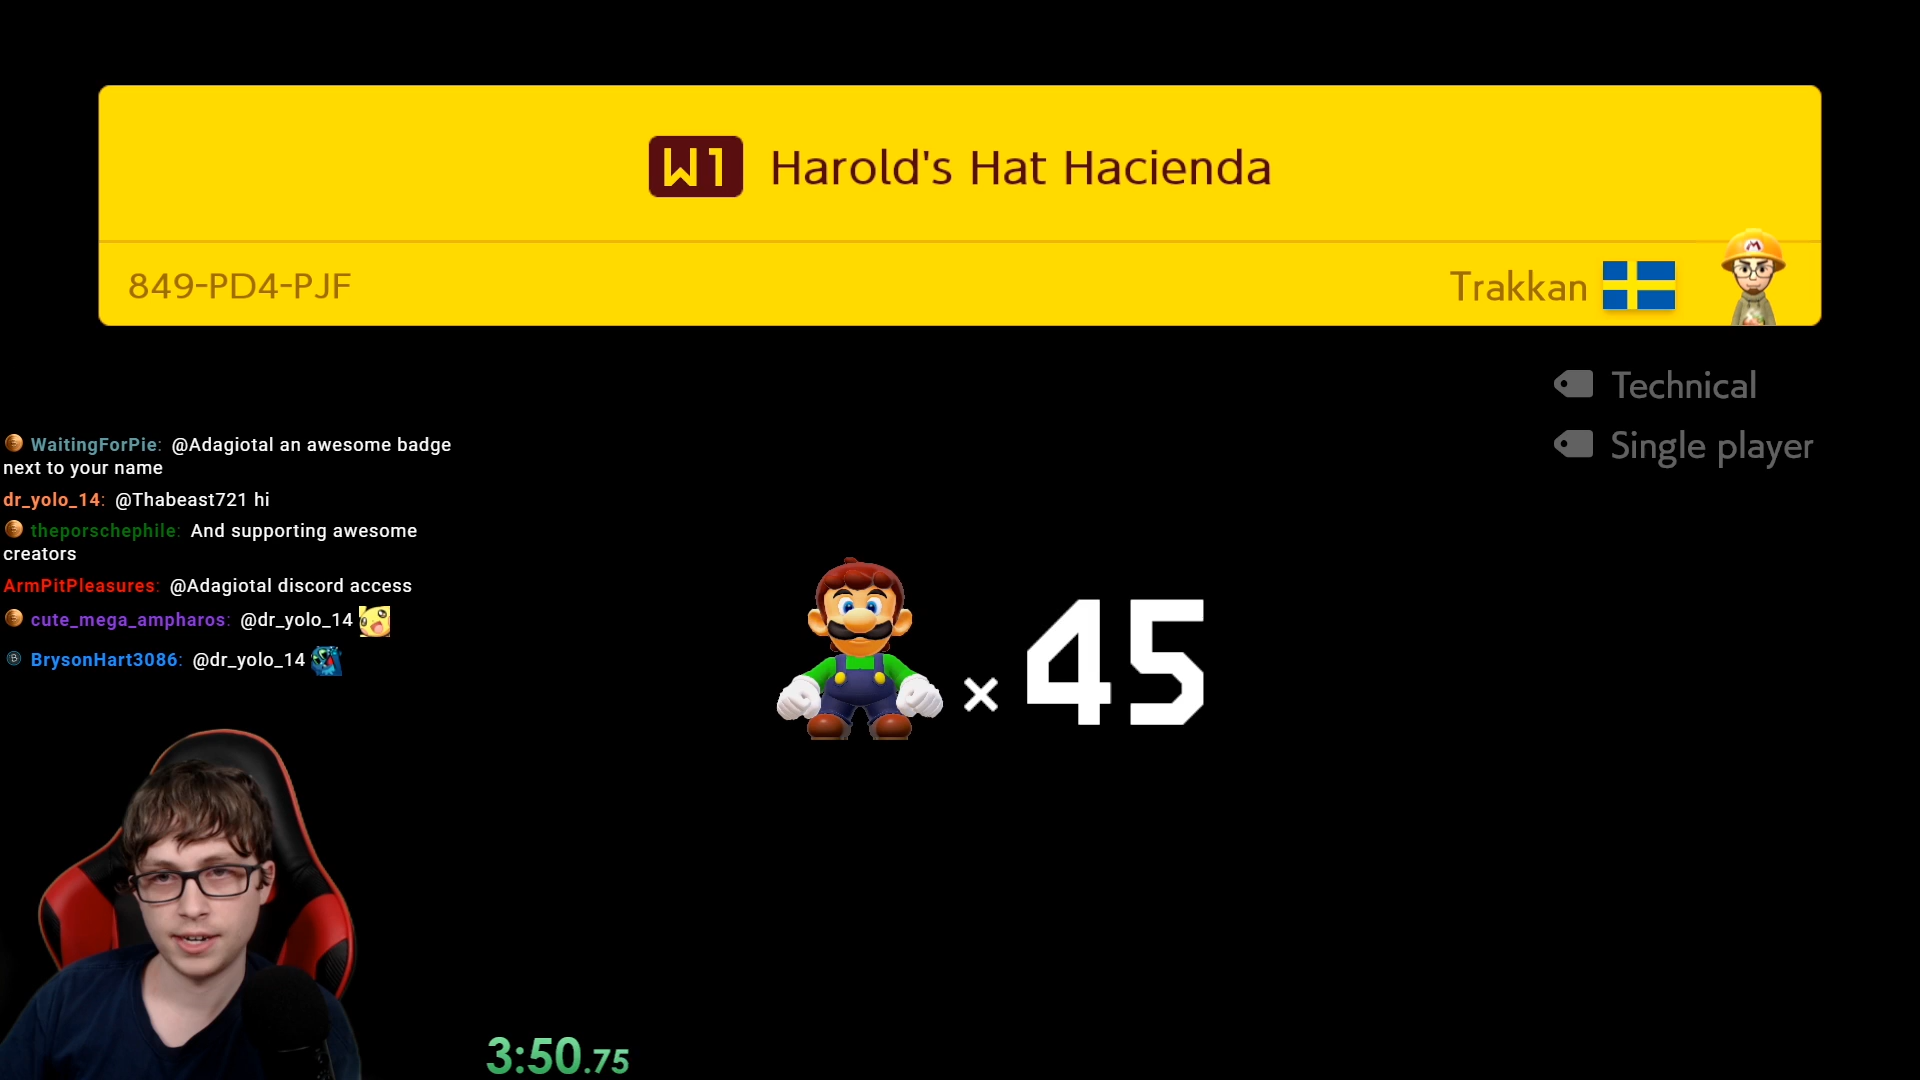 W1 Harold's Hat Hacienda
849-PD4-PJF
Trakkan
Technical
Single player
WaitingForPie: @Adagiotal an awesome badge
next to your name
dr_yolo_14: @Thabeast721 hi
theporschephile: And supporting awesome
creators
ArmPitPleasures: @Adagiotal discord access
cute_mega_ampharos: @dr_yolo_14
BrysonHart3086: @dr_yolo_14
× 45
3:50.75